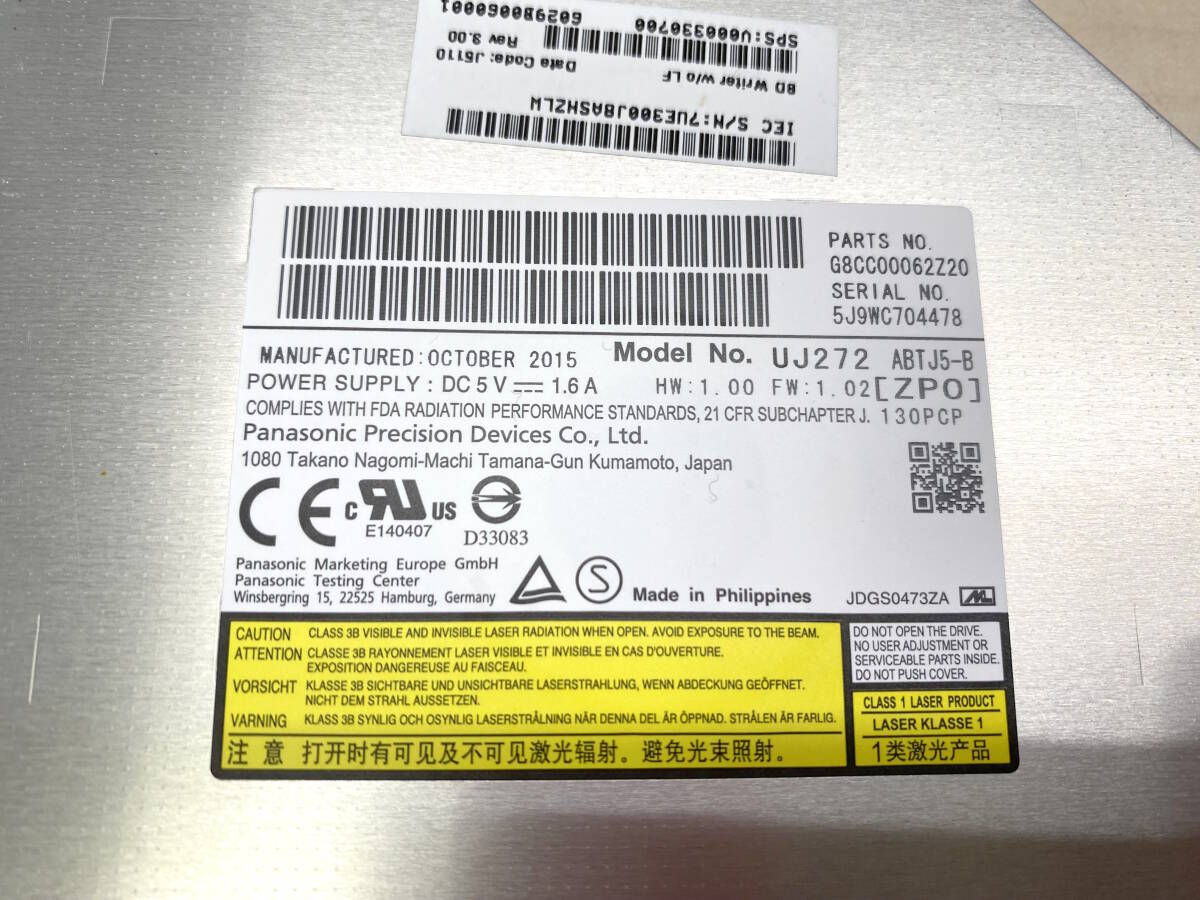 IEC S/N:7UE300J8ASHZLW
BD Writer w/o LF
Date Code: J5110
SPS:V000330700
Rev 3.00
6029B0060001
PARTS NO.
G8CC00062Z20
SERIAL NO.
5J9WC704478
MANUFACTURED:OCTOBER 2015 Model No. UJ272 ABTJ5-B
POWER SUPPLY : DC 5 V ⎓ 1.6 A HW:1.00 FW:1.02[ZP0]
COMPLIES WITH FDA RADIATION PERFORMANCE STANDARDS, 21 CFR SUBCHAPTER J. 130PCP
Panasonic Precision Devices Co., Ltd.
1080 Takano Nagomi-Machi Tamana-Gun Kumamoto, Japan
CE c RU US
E140407
D33083
Panasonic Marketing Europe GmbH
Panasonic Testing Center
Winsbergring 15, 22525 Hamburg, Germany
S Made in Philippines JDGS0473ZA
CAUTION CLASS 3B VISIBLE AND INVISIBLE LASER RADIATION WHEN OPEN. AVOID EXPOSURE TO THE BEAM.
ATTENTION CLASSE 3B RAYONNEMENT LASER VISIBLE ET INVISIBLE EN CAS D'OUVERTURE.
EXPOSITION DANGEREUSE AU FAISCEAU.
VORSICHT KLASSE 3B SICHTBARE UND UNSICHTBARE LASERSTRAHLUNG, WENN ABDECKUNG GEÖFFNET.
NICHT DEM STRAHL AUSSETZEN.
VARNING KLASS 3B SYNLIG OCH OSYNLIG LASERSTRÅLNING NÄR DENNA DEL ÄR ÖPPNAD. STRÅLEN ÄR FARLIG.
注意 打开时有可见及不可见激光辐射。避免光束照射。
DO NOT OPEN THE DRIVE.
NO USER ADJUSTMENT OR
SERVICEABLE PARTS INSIDE.
DO NOT PUSH COVER.
CLASS 1 LASER PRODUCT
LASER KLASSE 1
1类激光产品